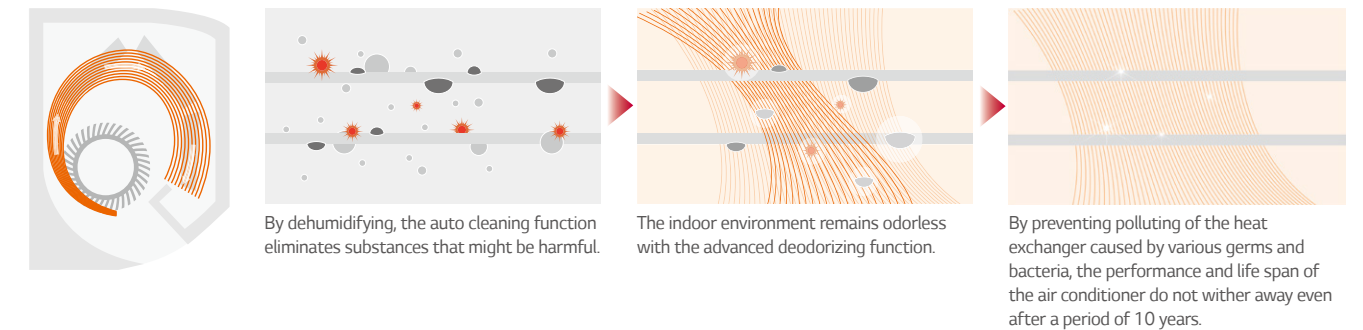 By dehumidifying, the auto cleaning function
eliminates substances that might be harmful.
The indoor environment remains odorless
with the advanced deodorizing function.
By preventing polluting of the heat
exchanger caused by various germs and
bacteria, the performance and life span of
the air conditioner do not wither away even
after a period of 10 years.